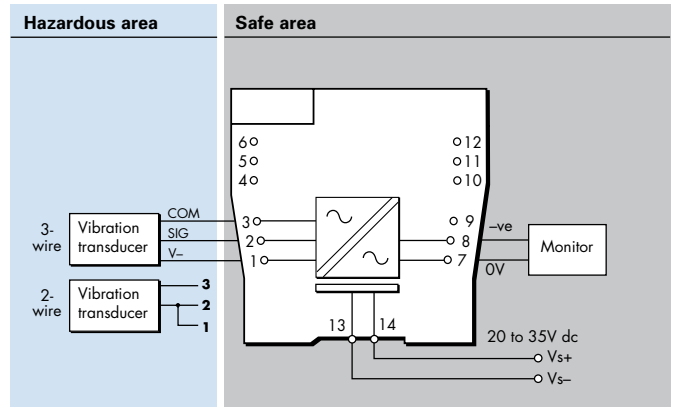 Hazardous area
Safe area
6
5
4
12
11
10
3-
wire
Vibration
transducer
COM
SIG
V–
3
2
1
9
8
7
–ve
0V
Monitor
2-
wire
Vibration
transducer
3
2
1
13
14
20 to 35V dc
Vs+
Vs–